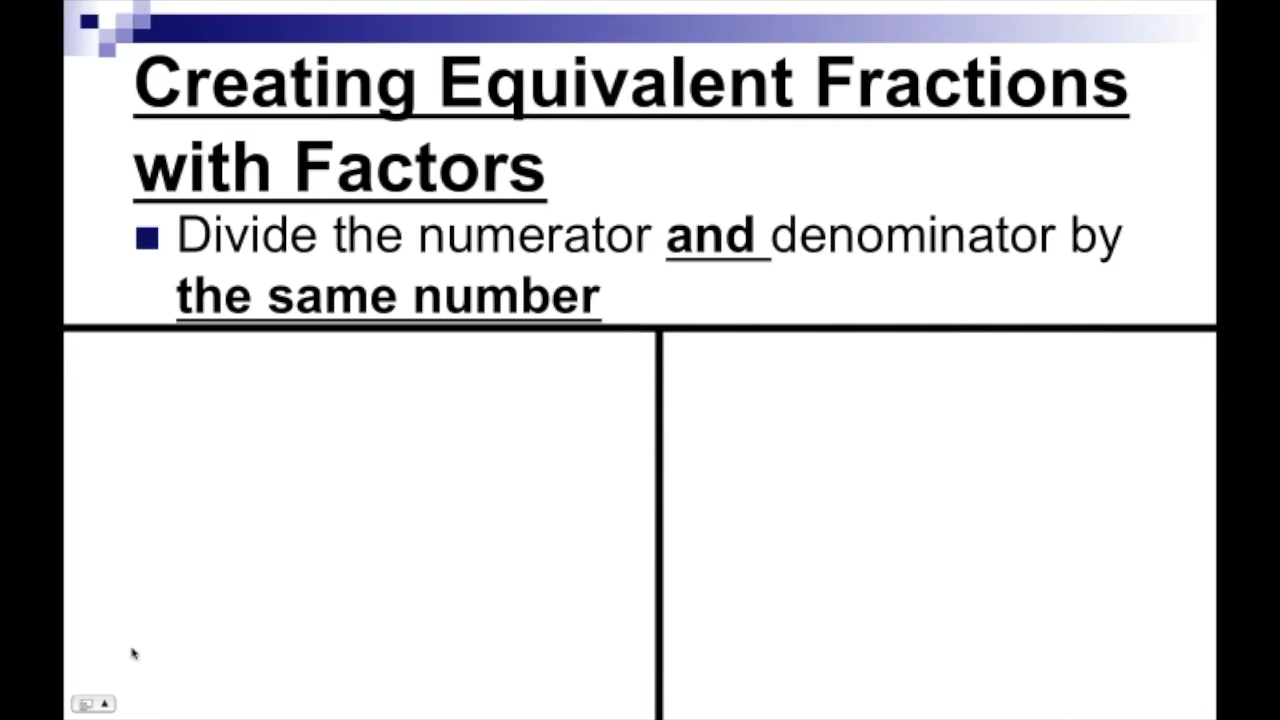 Creating Equivalent Fractions
with Factors
Divide the numerator and denominator by
the same number